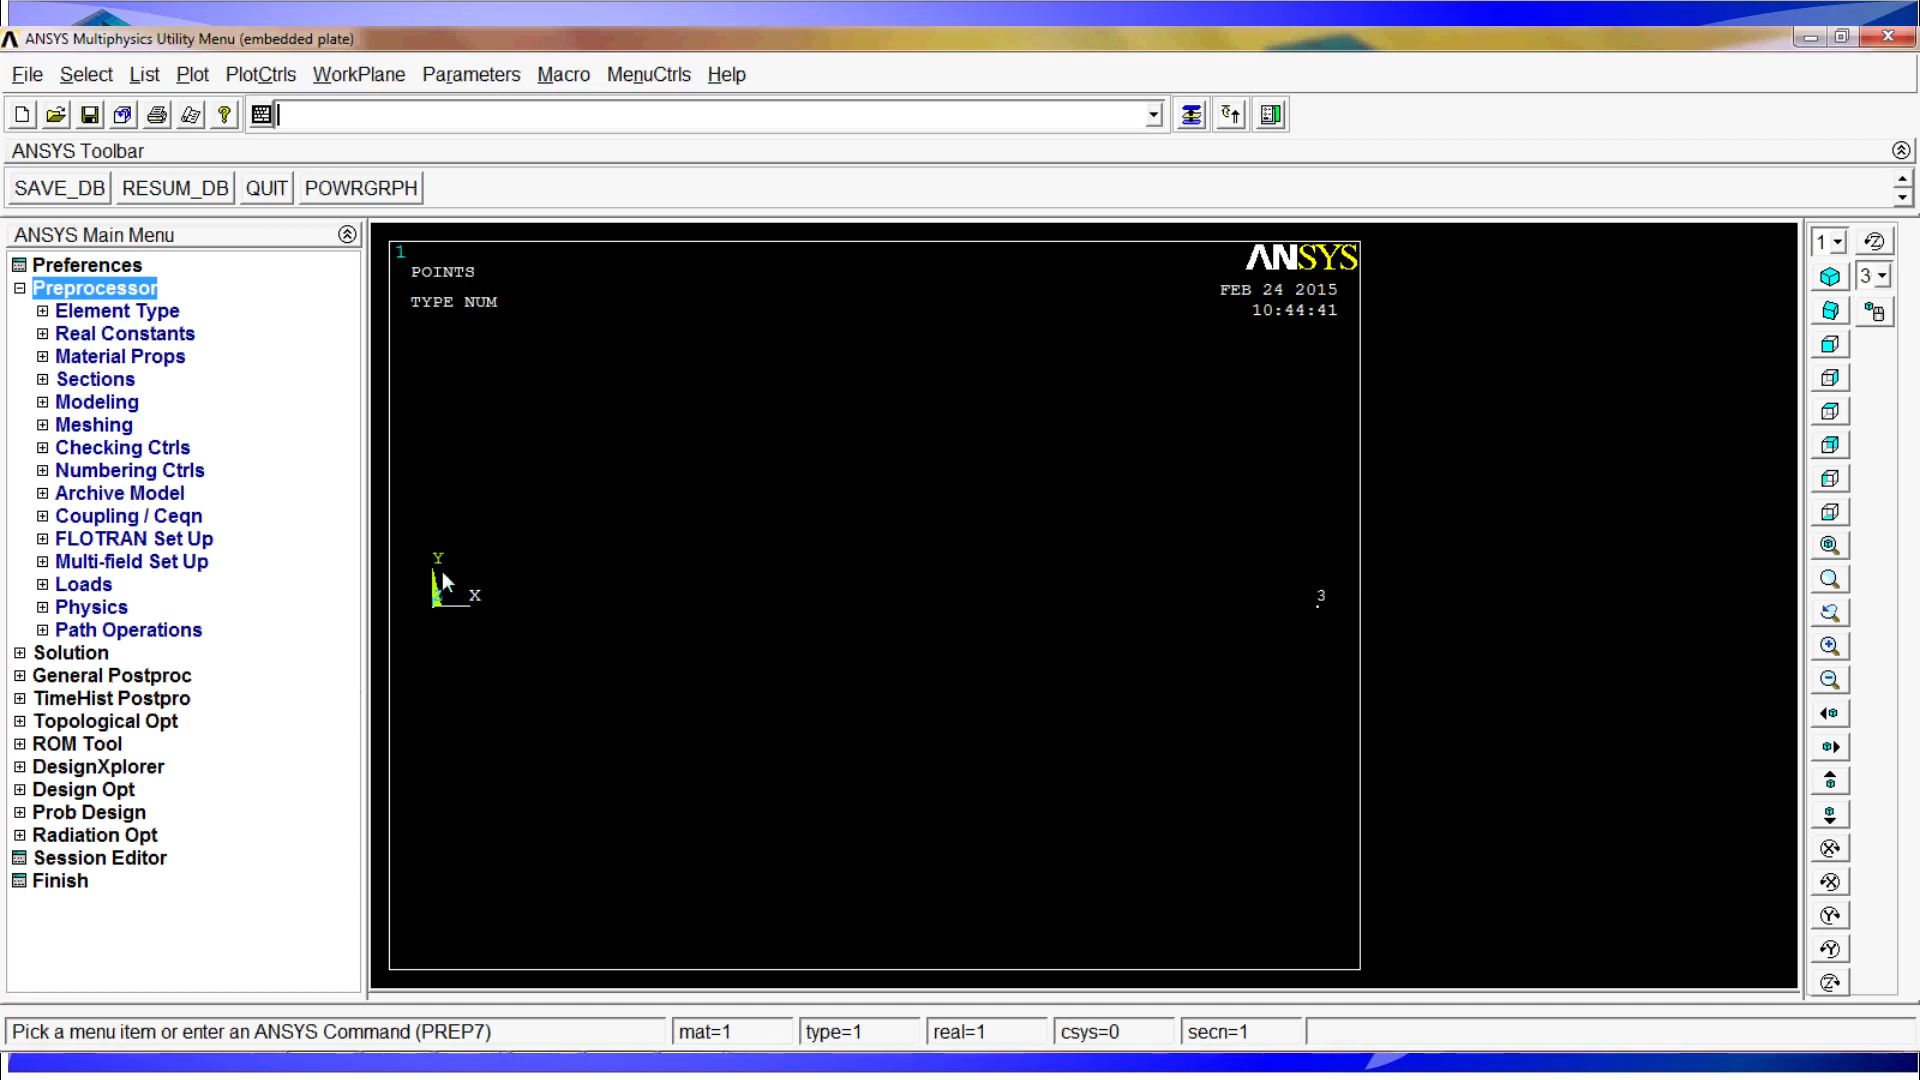 ANSYS Multiphysics Utility Menu (embedded plate)
File Select List Plot PlotCtrls WorkPlane Parameters Macro MenuCtrls Help
ANSYS Toolbar
SAVE_DB RESUM_DB QUIT POWRGRPH
ANSYS Main Menu
Preferences
Preprocessor
Element Type
Real Constants
Material Props
Sections
Modeling
Meshing
Checking Ctrls
Numbering Ctrls
Archive Model
Coupling / Ceqn
FLOTRAN Set Up
Multi-field Set Up
Loads
Physics
Path Operations
Solution
General Postproc
TimeHist Postpro
Topological Opt
ROM Tool
DesignXplorer
Design Opt
Prob Design
Radiation Opt
Session Editor
Finish
1
POINTS
TYPE NUM
ANSYS
FEB 24 2015
10:44:41
Y
X
3
1
3
Pick a menu item or enter an ANSYS Command (PREP7) mat=1 type=1 real=1 csys=0 secn=1